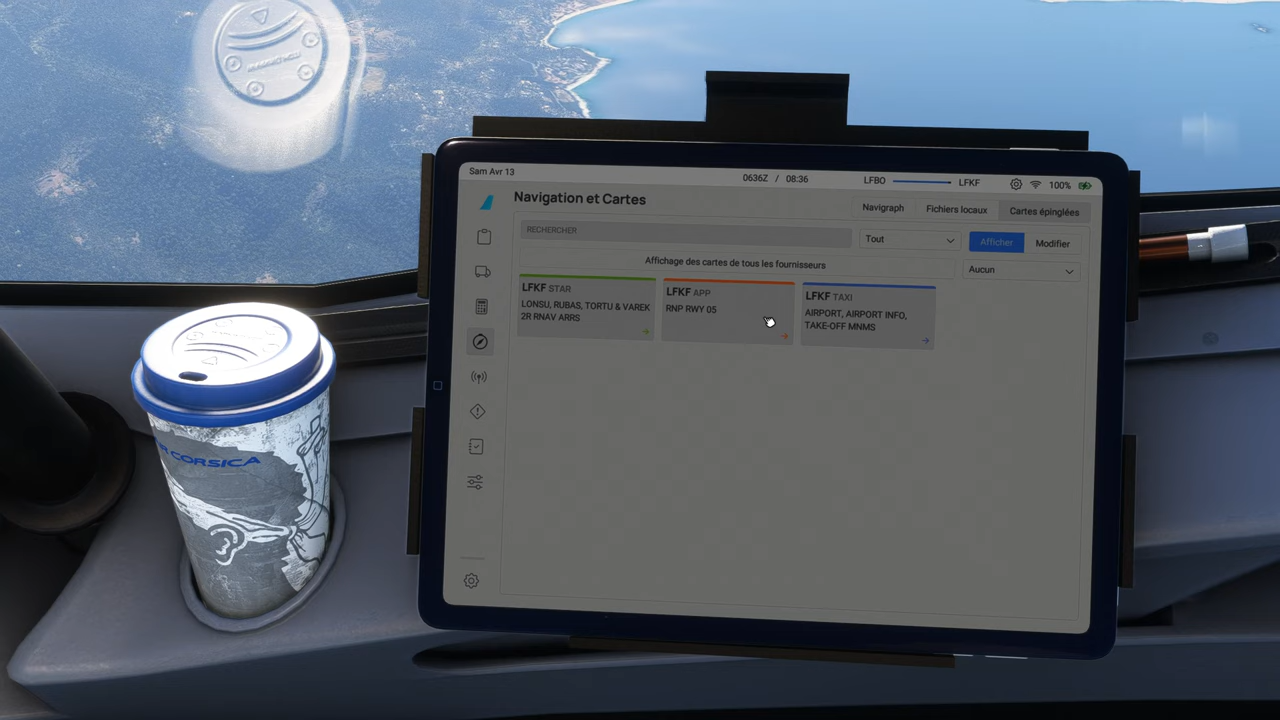 Sam Avr 13
0636Z / 08:36
LFBO
LFKF
100%
Navigation et Cartes
Navigraph
Fichiers locaux
Cartes épinglées
RECHERCHER
Tout
Afficher
Modifier
Affichage des cartes de tous les fournisseurs
Aucun
LFKF STAR
LONSU, RUBAS, TORTU & VAREK
2R RNAV ARRS
LFKF APP
RNP RWY 05
LFKF TAXI
AIRPORT, AIRPORT INFO,
TAKE-OFF MNMS
CORSICA